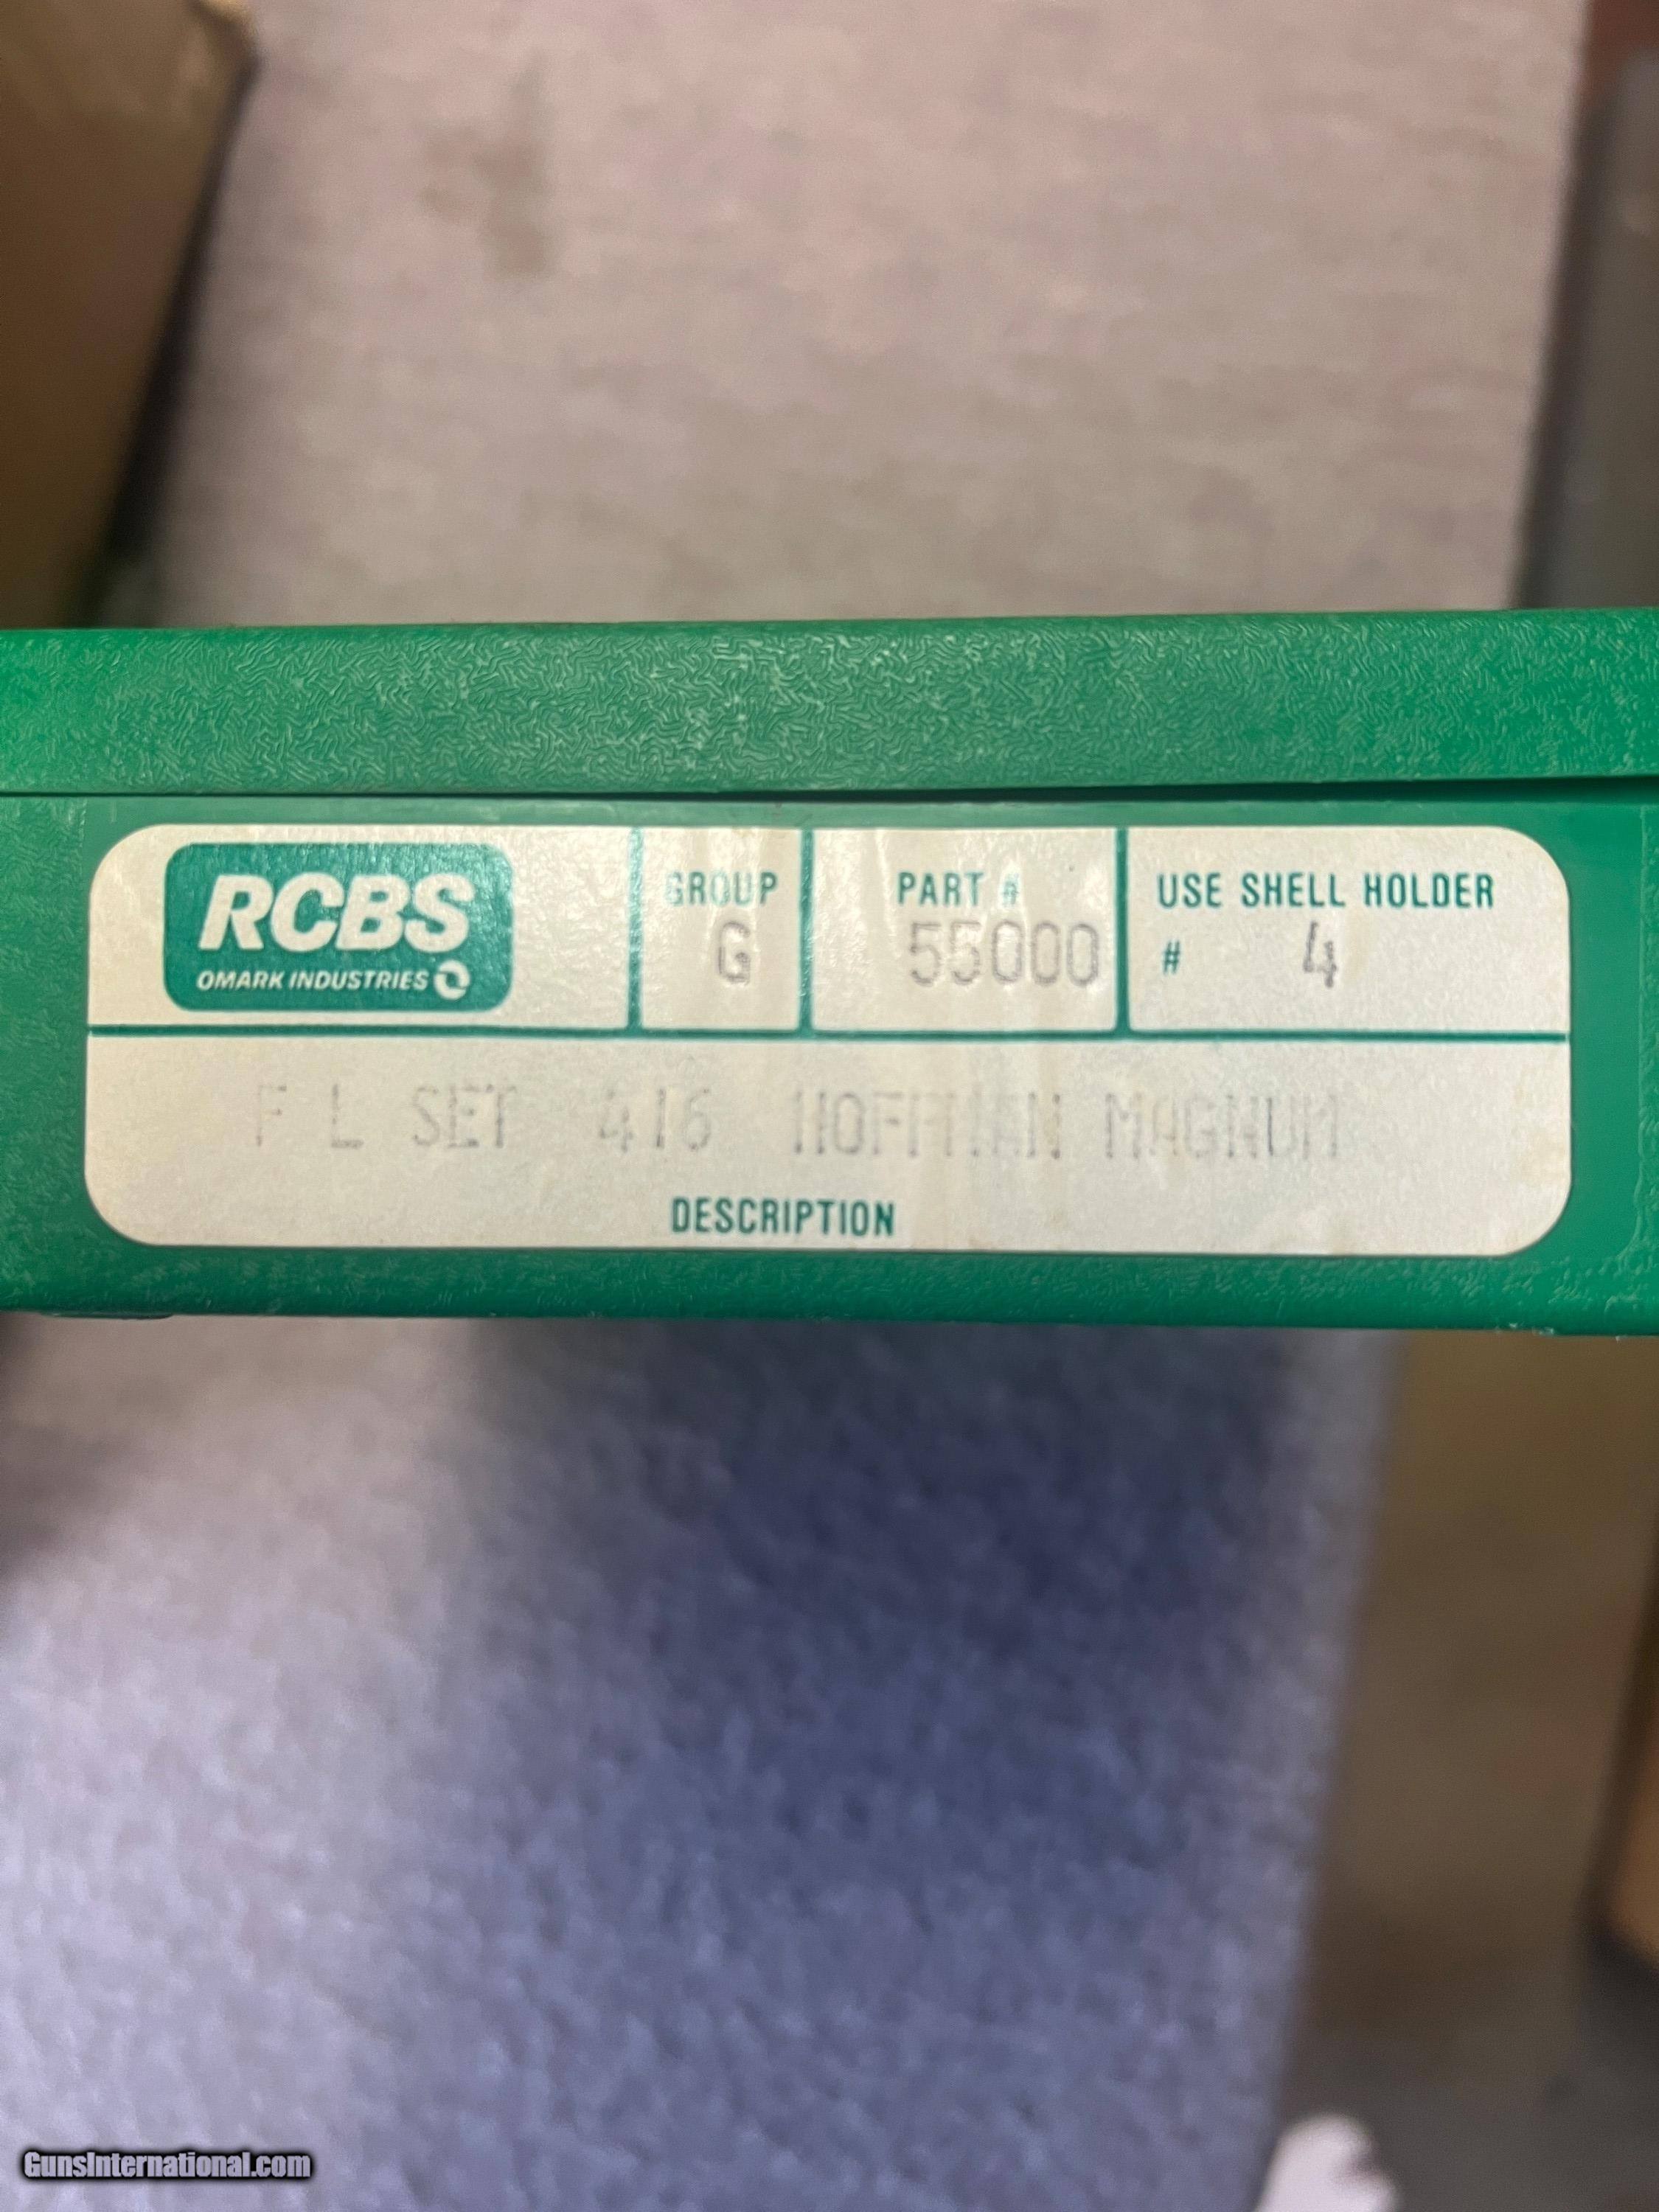 RCBS
OMARK INDUSTRIES
GROUP
G
PART #
55000
USE SHELL HOLDER
# 4
F L SET 416 HOFFMAN MAGNUM
DESCRIPTION
GunsInternational.com